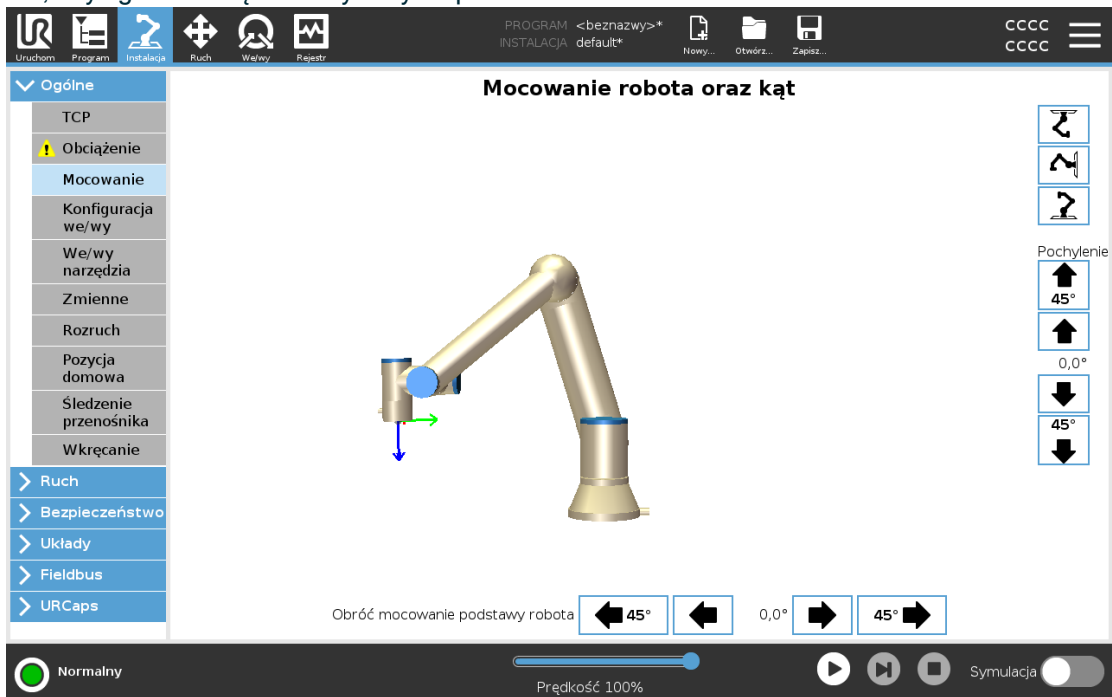 PROGRAM <beznazwy>*
INSTALACJA default*
CCCC
CCCC
Uruchom Program Instalacja Ruch We/wy Rejestr Nowy... Otwórz... Zapisz...
Ogólne
TCP
Obciążenie
Mocowanie
Konfiguracja
we/wy
We/wy
narzędzia
Zmienne
Rozruch
Pozycja
domowa
Śledzenie
przenośnika
Wkręcanie
Ruch
Bezpieczeństwo
Układy
Fieldbus
URCaps
Mocowanie robota oraz kąt
Pochylenie
45°
0,0°
45°
Obróć mocowanie podstawy robota 45° 0,0° 45°
Normalny
Prędkość 100%
Symulacja